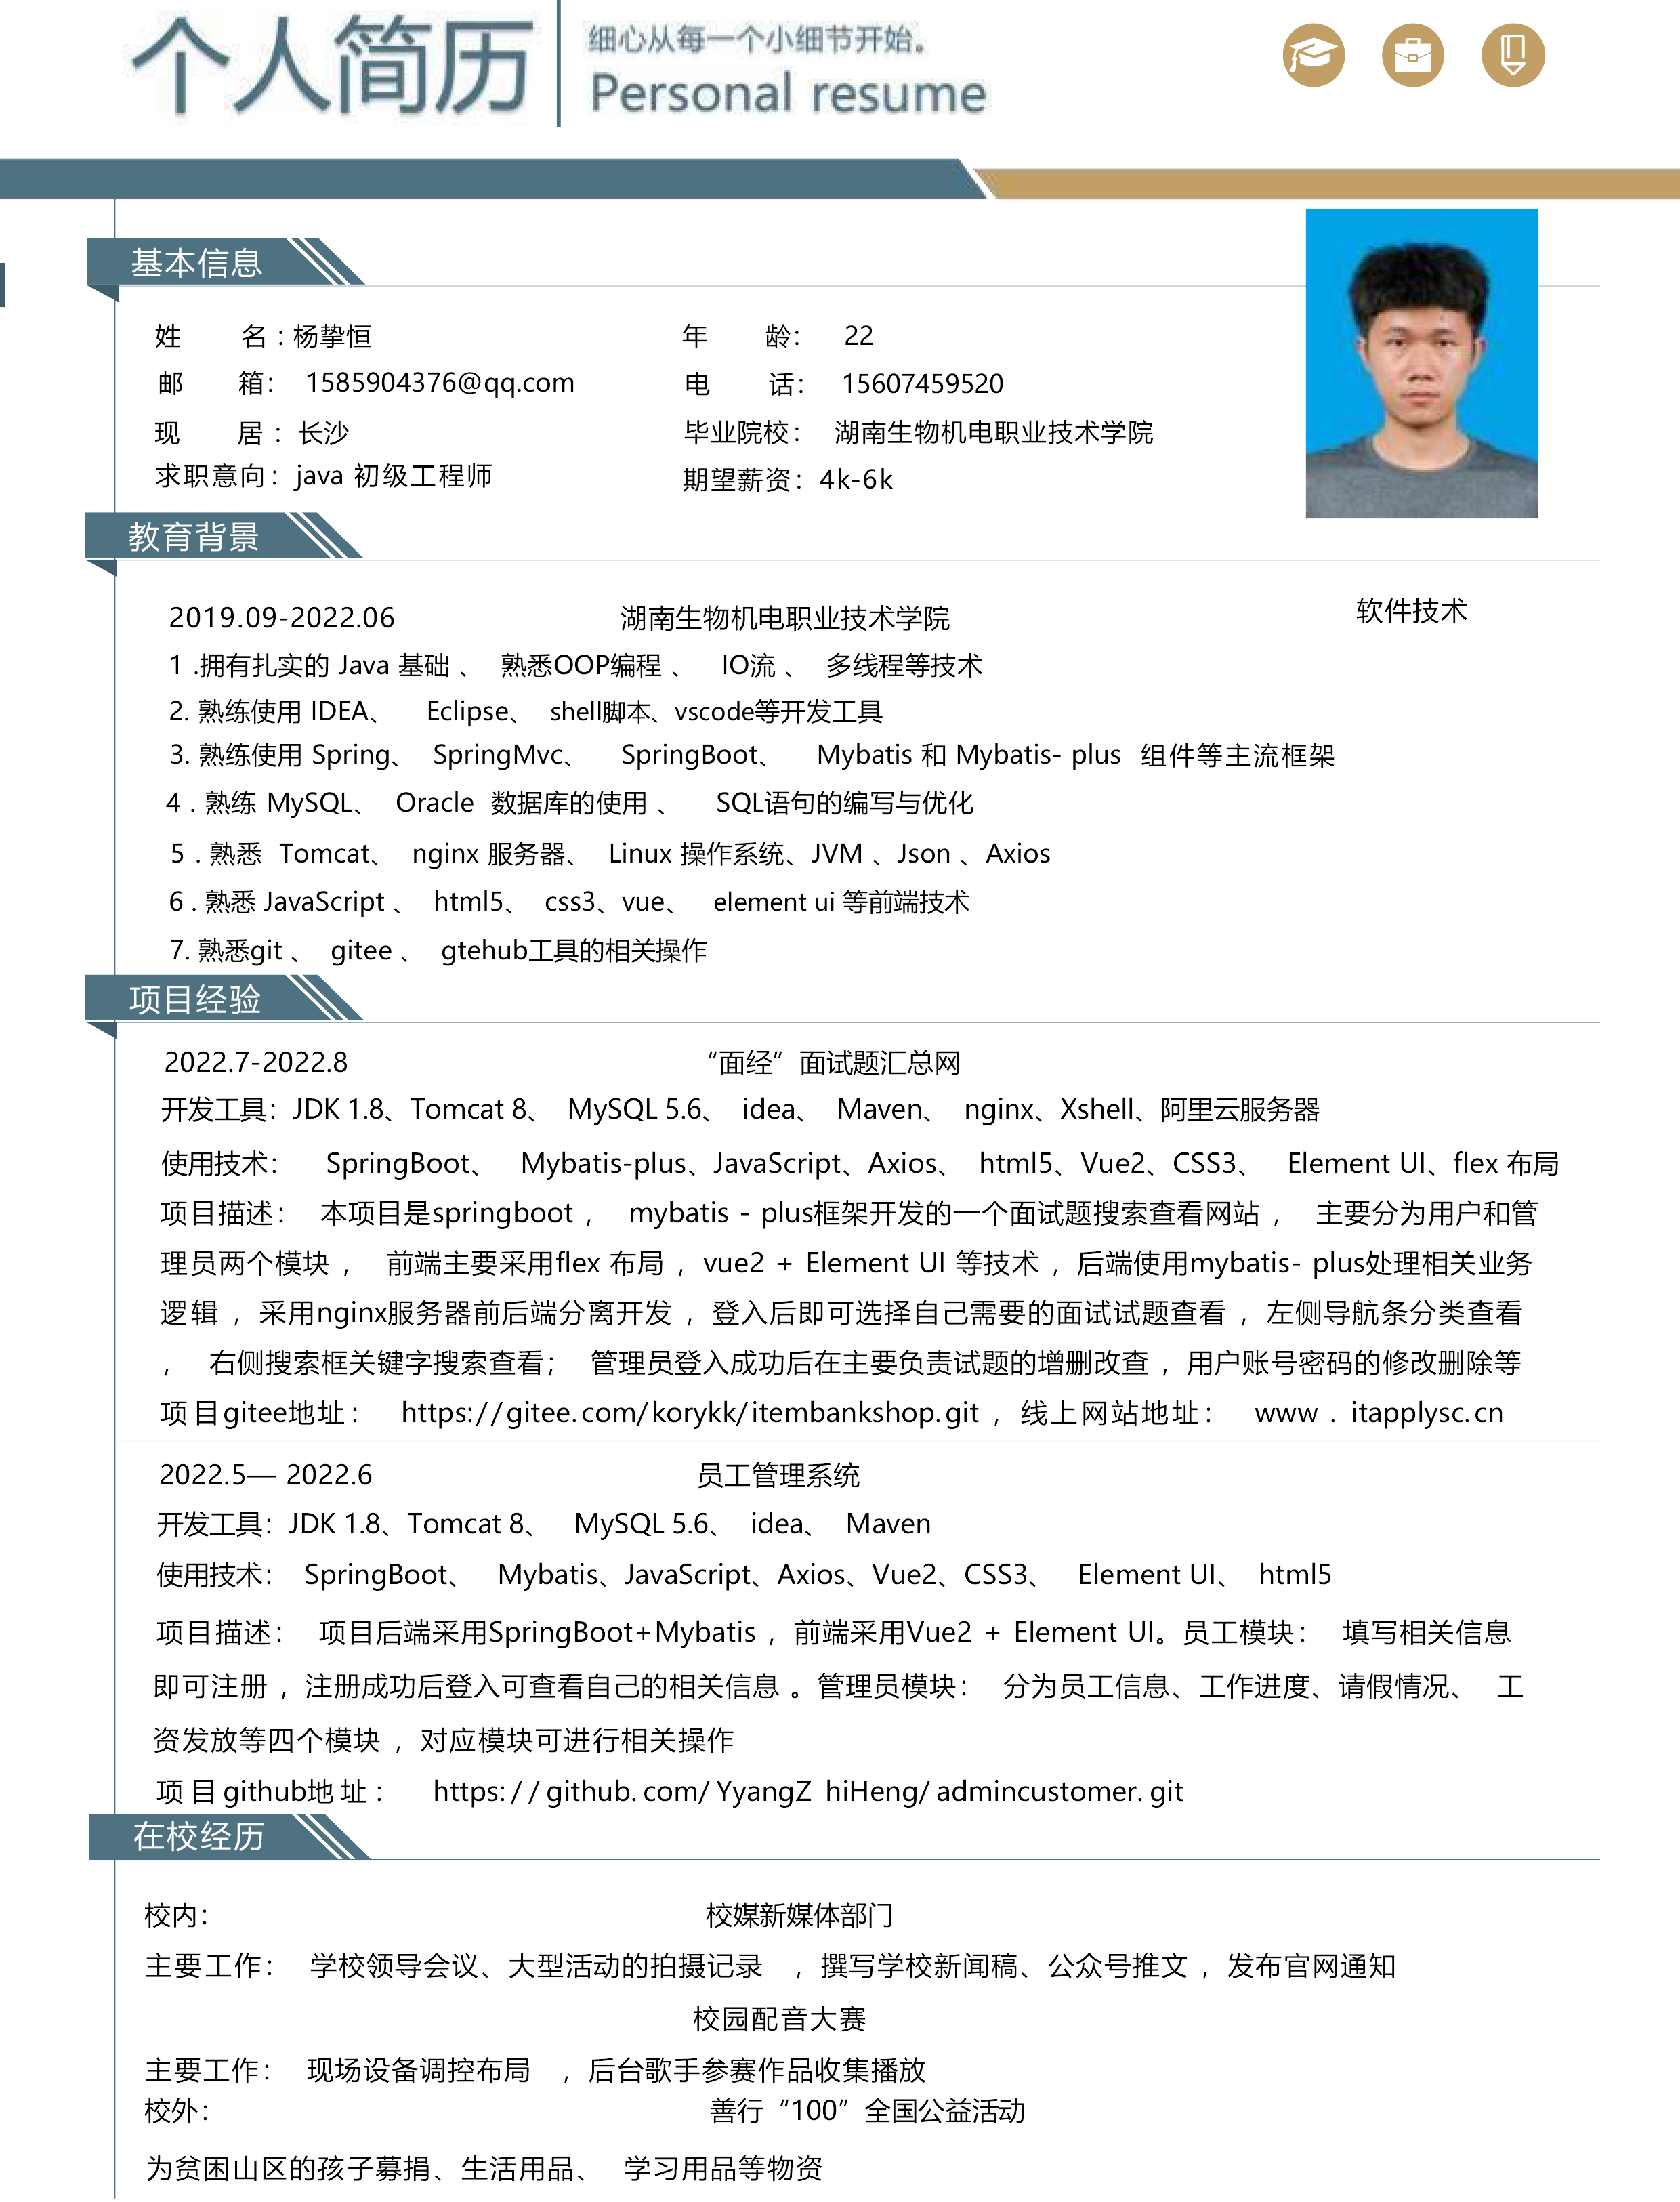 个人简历
细心从每一个小细节开始。
Personal resume
基本信息
姓 名：杨挚恒 年 龄： 22
邮 箱： 1585904376@qq.com 电 话： 15607459520
现 居：长沙 毕业院校： 湖南生物机电职业技术学院
求职意向：java 初级工程师 期望薪资：4k-6k
教育背景
2019.09-2022.06 湖南生物机电职业技术学院 软件技术
1 .拥有扎实的 Java 基础 、 熟悉OOP编程 、 IO流 、 多线程等技术
2. 熟练使用 IDEA、 Eclipse、 shell脚本、vscode等开发工具
3. 熟练使用 Spring、 SpringMvc、 SpringBoot、 Mybatis 和 Mybatis- plus 组件等主流框架
4 . 熟练 MySQL、 Oracle 数据库的使用 、 SQL语句的编写与优化
5 . 熟悉 Tomcat、 nginx 服务器、 Linux 操作系统、JVM 、Json 、Axios
6 . 熟悉 JavaScript 、 html5、 css3、vue、 element ui 等前端技术
7. 熟悉git 、 gitee 、 gtehub工具的相关操作
项目经验
2022.7-2022.8 “面经”面试题汇总网
开发工具：JDK 1.8、Tomcat 8、 MySQL 5.6、 idea、 Maven、 nginx、Xshell、阿里云服务器
使用技术： SpringBoot、 Mybatis-plus、JavaScript、Axios、 html5、Vue2、CSS3、 Element UI、flex 布局
项目描述： 本项目是springboot ， mybatis - plus框架开发的一个面试题搜索查看网站 ， 主要分为用户和管
理员两个模块 ， 前端主要采用flex 布局 ，vue2 + Element UI 等技术 ，后端使用mybatis- plus处理相关业务
逻辑 ，采用nginx服务器前后端分离开发 ，登入后即可选择自己需要的面试试题查看 ，左侧导航条分类查看
， 右侧搜索框关键字搜索查看； 管理员登入成功后在主要负责试题的增删改查 ，用户账号密码的修改删除等
项目gitee地址： https://gitee.com/korykk/itembankshop.git ，线上网站地址： www . itapplysc.cn
2022.5— 2022.6 员工管理系统
开发工具：JDK 1.8、Tomcat 8、 MySQL 5.6、 idea、 Maven
使用技术： SpringBoot、 Mybatis、JavaScript、Axios、Vue2、CSS3、 Element UI、 html5
项目描述： 项目后端采用SpringBoot+Mybatis ，前端采用Vue2 + Element UI。员工模块： 填写相关信息
即可注册 ，注册成功后登入可查看自己的相关信息 。管理员模块： 分为员工信息、工作进度、请假情况、 工
资发放等四个模块 ，对应模块可进行相关操作
项目github地址： https://github.com/YyangZ hiHeng/admincustomer.git
在校经历
校内： 校媒新媒体部门
主要工作： 学校领导会议、大型活动的拍摄记录 ，撰写学校新闻稿、公众号推文 ，发布官网通知
校园配音大赛
主要工作： 现场设备调控布局 ，后台歌手参赛作品收集播放
校外： 善行“100”全国公益活动
为贫困山区的孩子募捐、生活用品、 学习用品等物资